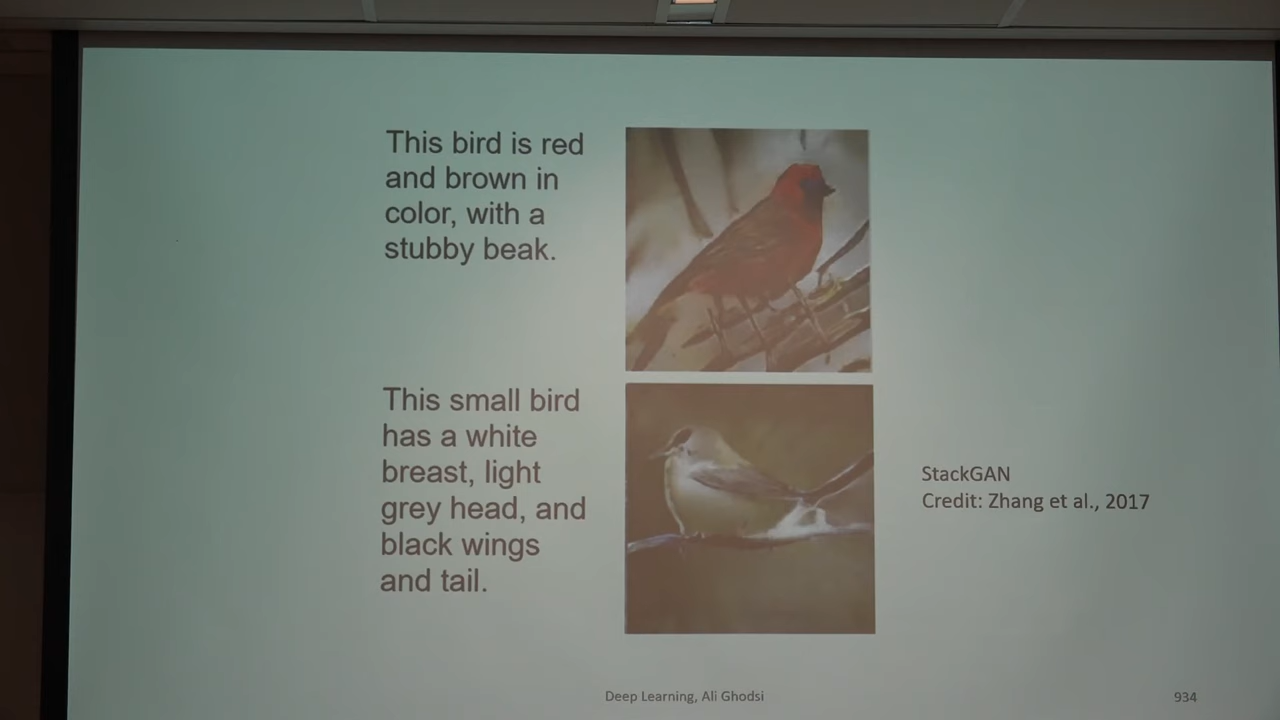 This bird is red
and brown in
color, with a
stubby beak.
This small bird
has a white
breast, light
grey head, and
black wings
and tail.
StackGAN
Credit: Zhang et al., 2017
Deep Learning, Ali Ghodsi
934